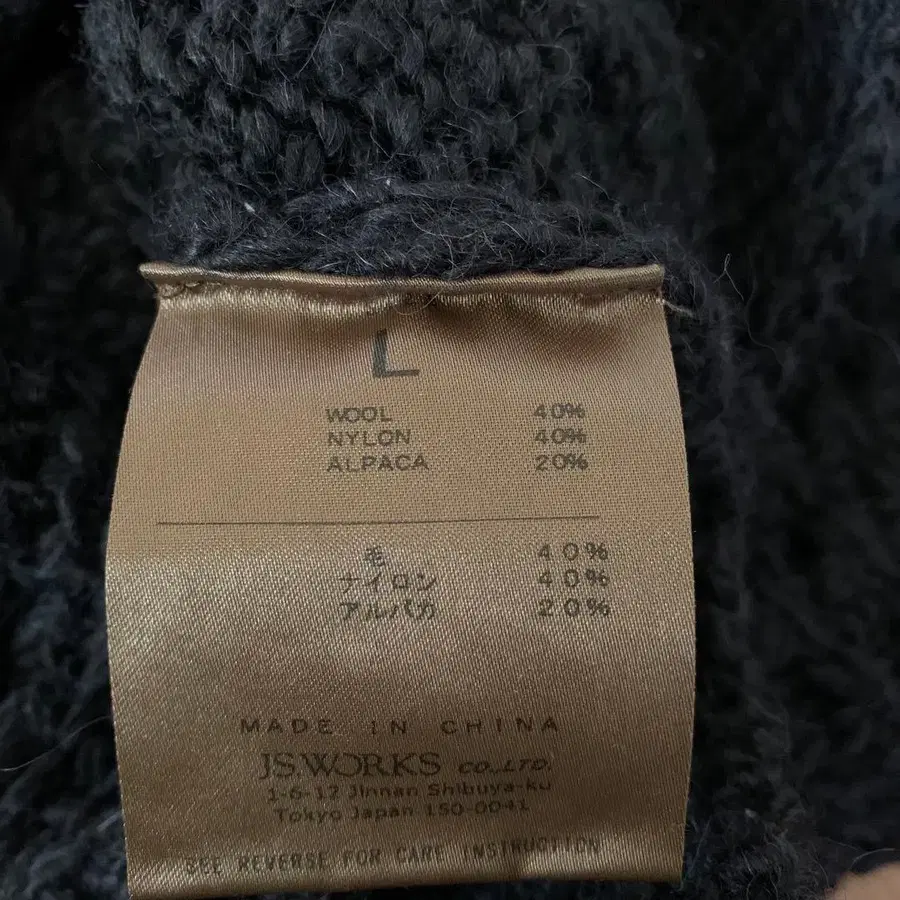 L
WOOL 40%
NYLON 40%
ALPACA 20%
毛 40%
ナイロン 40%
アルパカ 20%
MADE IN CHINA
JS.WORKS CO.,LTD.
1-6-12 Jinnan Shibuya-ku
Tokyo Japan 150-0041
SEE REVERSE FOR CARE INSTRUCTION